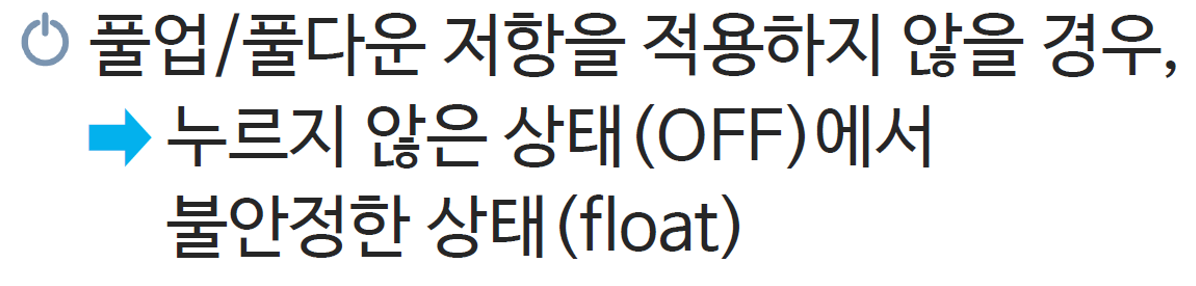 풀업/풀다운 저항을 적용하지 않을 경우,
누르지 않은 상태(OFF)에서
불안정한 상태(float)